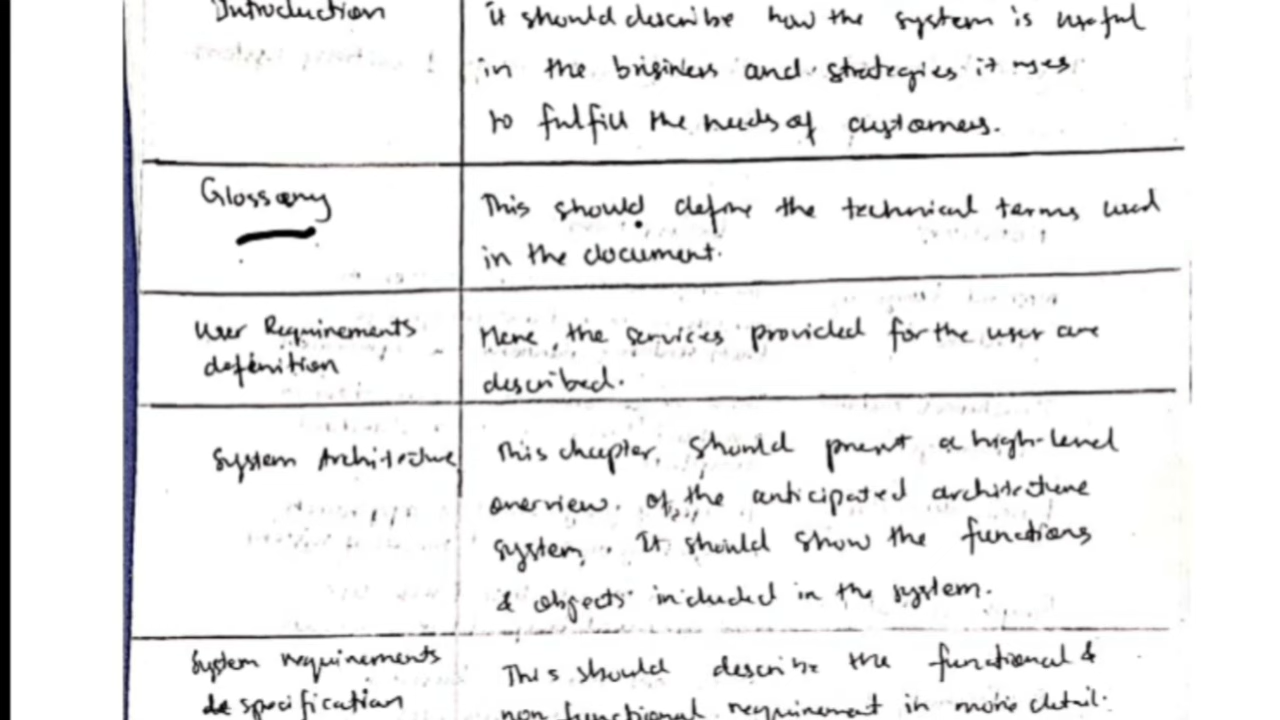 Introduction
it should describe how the system is useful
in the business and strategies it uses
to fulfill the needs of customers.
Glossary
This should define the technical terms used
in the document.
User Requirements
definition
Here, the services provided for the user are
described.
System Architecture
This chapter should present a high-level
overview of the anticipated architecture
system. It should show the functions
& objects included in the system.
System requirements
specification
This should describe the functional &
non functional requirement in more detail.